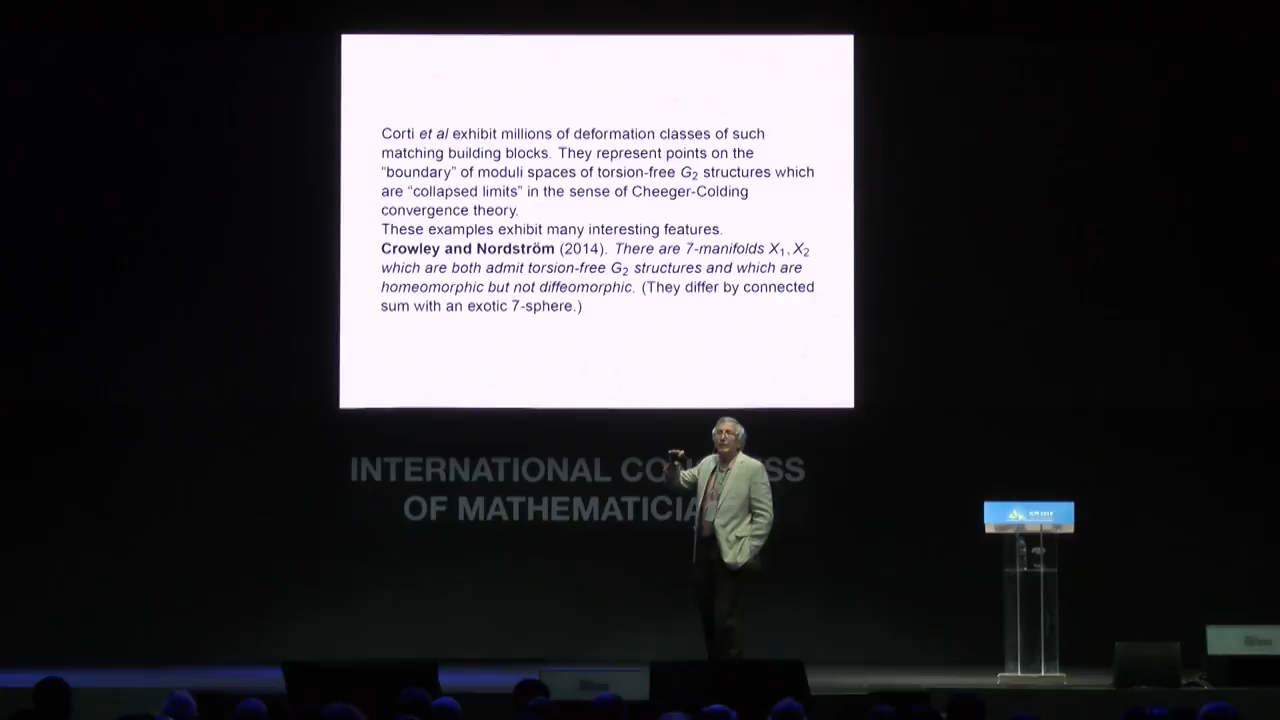 Corti et al exhibit millions of deformation classes of such
matching building blocks. They represent points on the
“boundary” of moduli spaces of torsion-free G₂ structures which
are “collapsed limits” in the sense of Cheeger-Colding
convergence theory.
These examples exhibit many interesting features.
Crowley and Nordström (2014). There are 7-manifolds X₁, X₂
which are both admit torsion-free G₂ structures and which are
homeomorphic but not diffeomorphic. (They differ by connected
sum with an exotic 7-sphere.)
INTERNATIONAL CO SS
OF MATHEMATICIA
ICM 2018